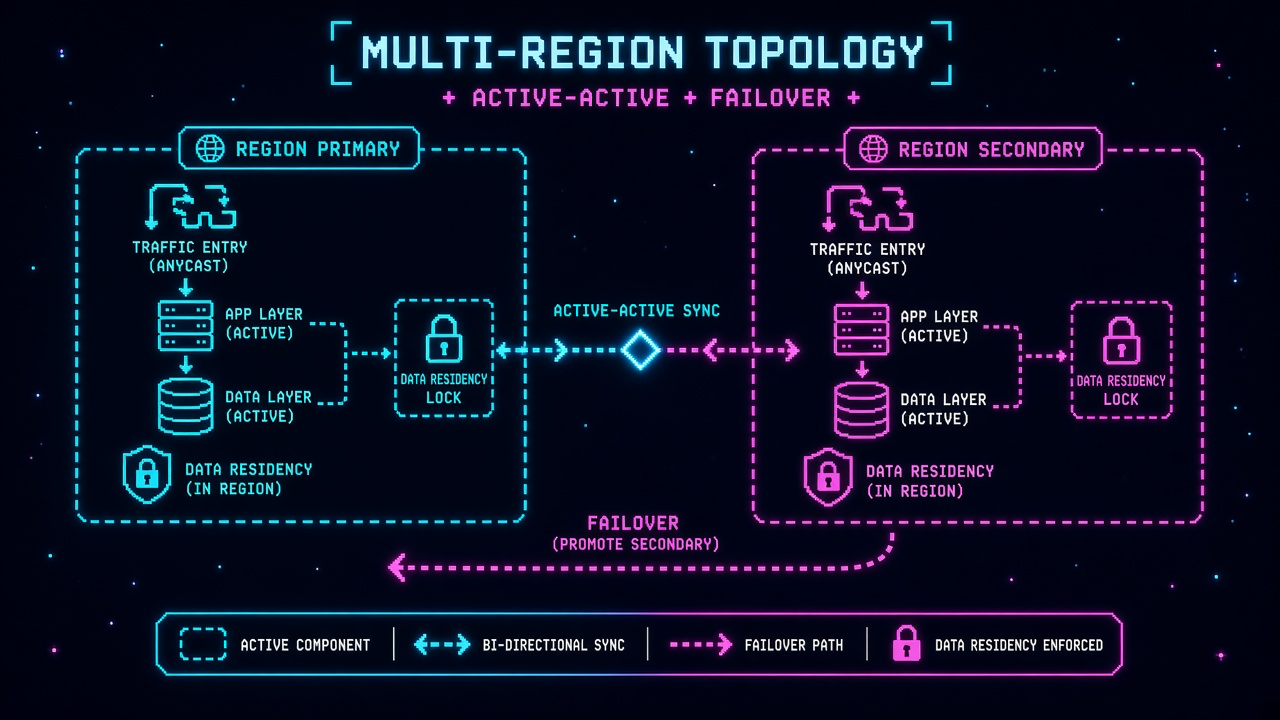 MULTI-REGION TOPOLOGY
+ ACTIVE-ACTIVE + FAILOVER +
REGION PRIMARY
TRAFFIC ENTRY
(ANYCAST)
APP LAYER
(ACTIVE)
DATA LAYER
(ACTIVE)
DATA RESIDENCY
LOCK
DATA RESIDENCY
(IN REGION)
ACTIVE-ACTIVE SYNC
REGION SECONDARY
TRAFFIC ENTRY
(ANYCAST)
APP LAYER
(ACTIVE)
DATA LAYER
(ACTIVE)
DATA RESIDENCY
LOCK
DATA RESIDENCY
(IN REGION)
FAILOVER
(PROMOTE SECONDARY)
ACTIVE COMPONENT
BI-DIRECTIONAL SYNC
FAILOVER PATH
DATA RESIDENCY ENFORCED